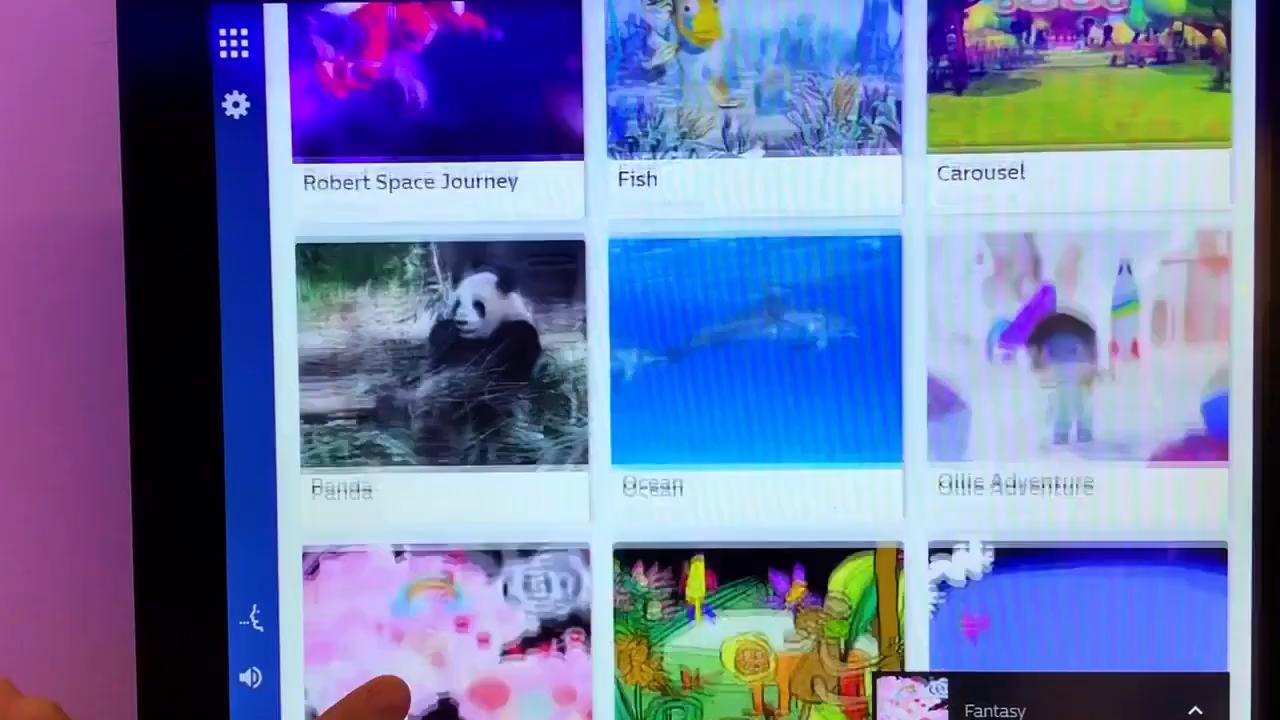 Robert Space Journey
Fish
Carousel
Panda
Ocean
Ollie Adventure
Fantasy